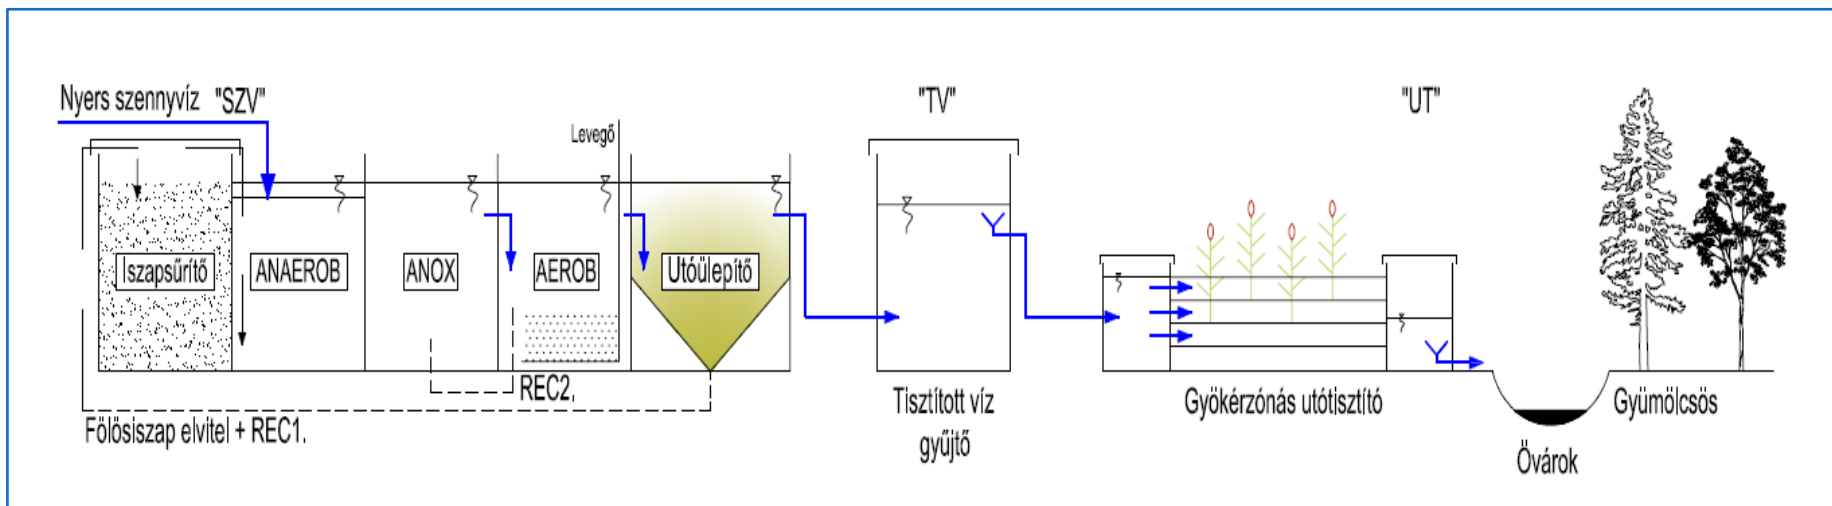 Nyers szennyvíz "SZV"
"TV"
"UT"
Levegő
Iszapsűrítő
ANAEROB
ANOX
AEROB
Utóülepítő
REC2.
Fölösiszap elvitel + REC1.
Tisztított víz
gyűjtő
Gyökérzónás utótisztító
Gyümölcsös
Övárok